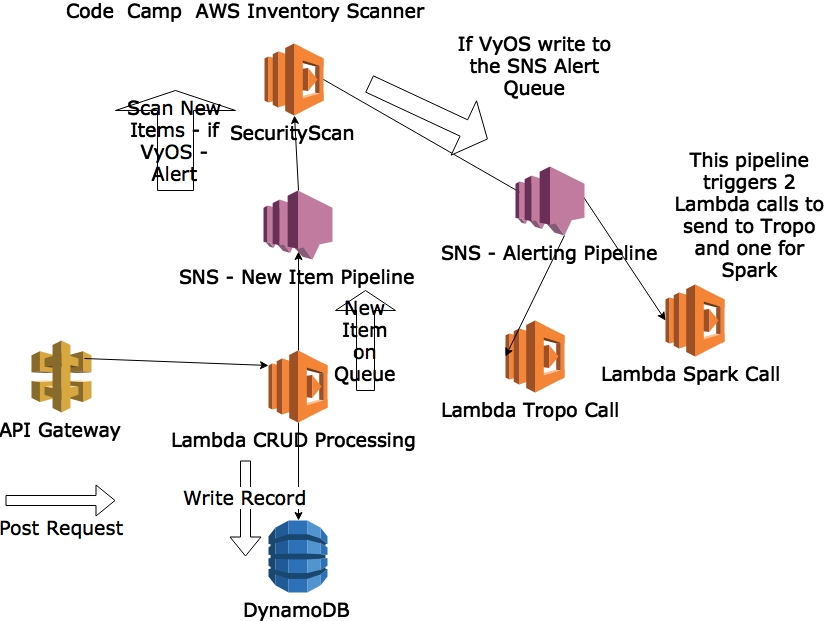 Code Camp AWS Inventory Scanner
If VyOS write to
the SNS Alert
Queue
Scan New
Items - if
VyOS -
Alert
SecurityScan
This pipeline
triggers 2
Lambda calls to
send to Tropo
and one for
Spark
SNS - Alerting Pipeline
SNS - New Item Pipeline
New
Item
on
Queue
Lambda Spark Call
Lambda Tropo Call
API Gateway
Lambda CRUD Processing
Write Record
Post Request
DynamoDB